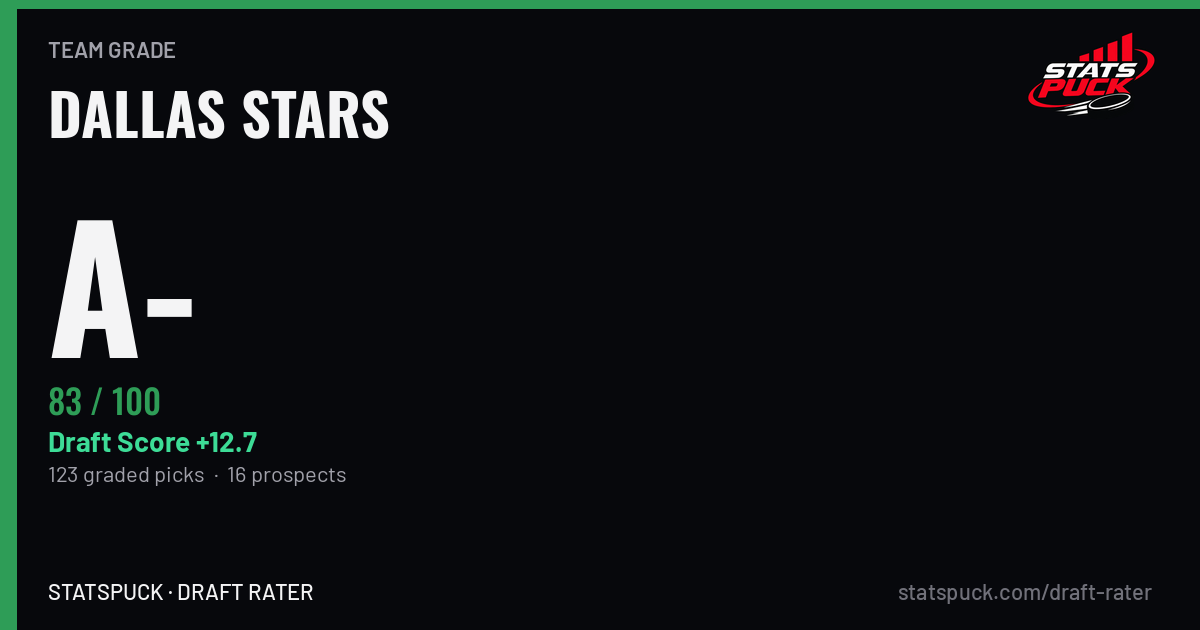 TEAM GRADE
STATS
PUCK
DALLAS STARS
A-
83 / 100
Draft Score +12.7
123 graded picks · 16 prospects
STATSPUCK · DRAFT RATER
statspuck.com/draft-rater